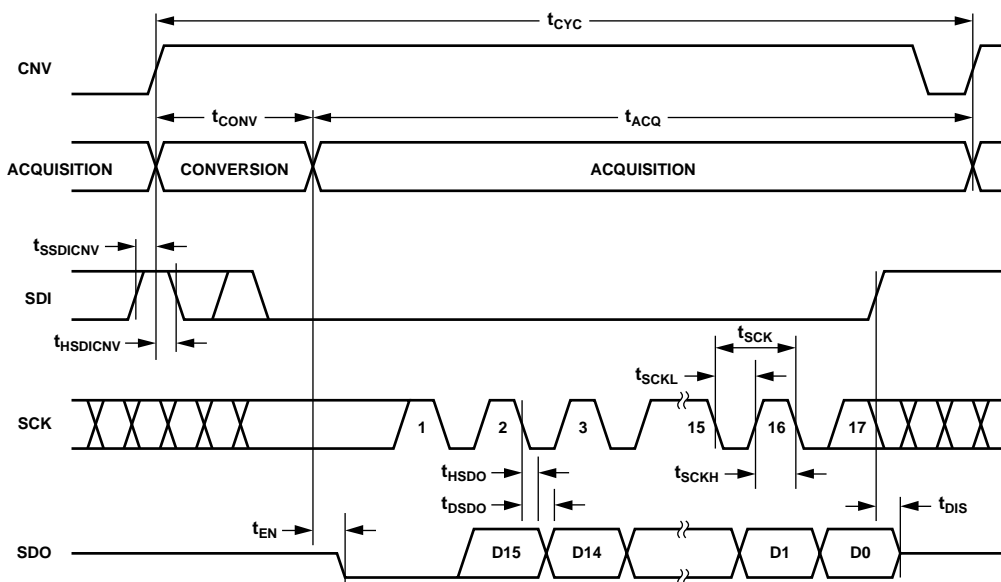 tCYC
CNV
tCONV
tACQ
ACQUISITION
CONVERSION
ACQUISITION
tSSDICNV
SDI
tHSDICNV
tSCK
tSCKL
SCK
1
2
3
15
16
17
tHSDO
tSCKH
tDSDO
tDIS
tEN
SDO
D15
D14
D1
D0